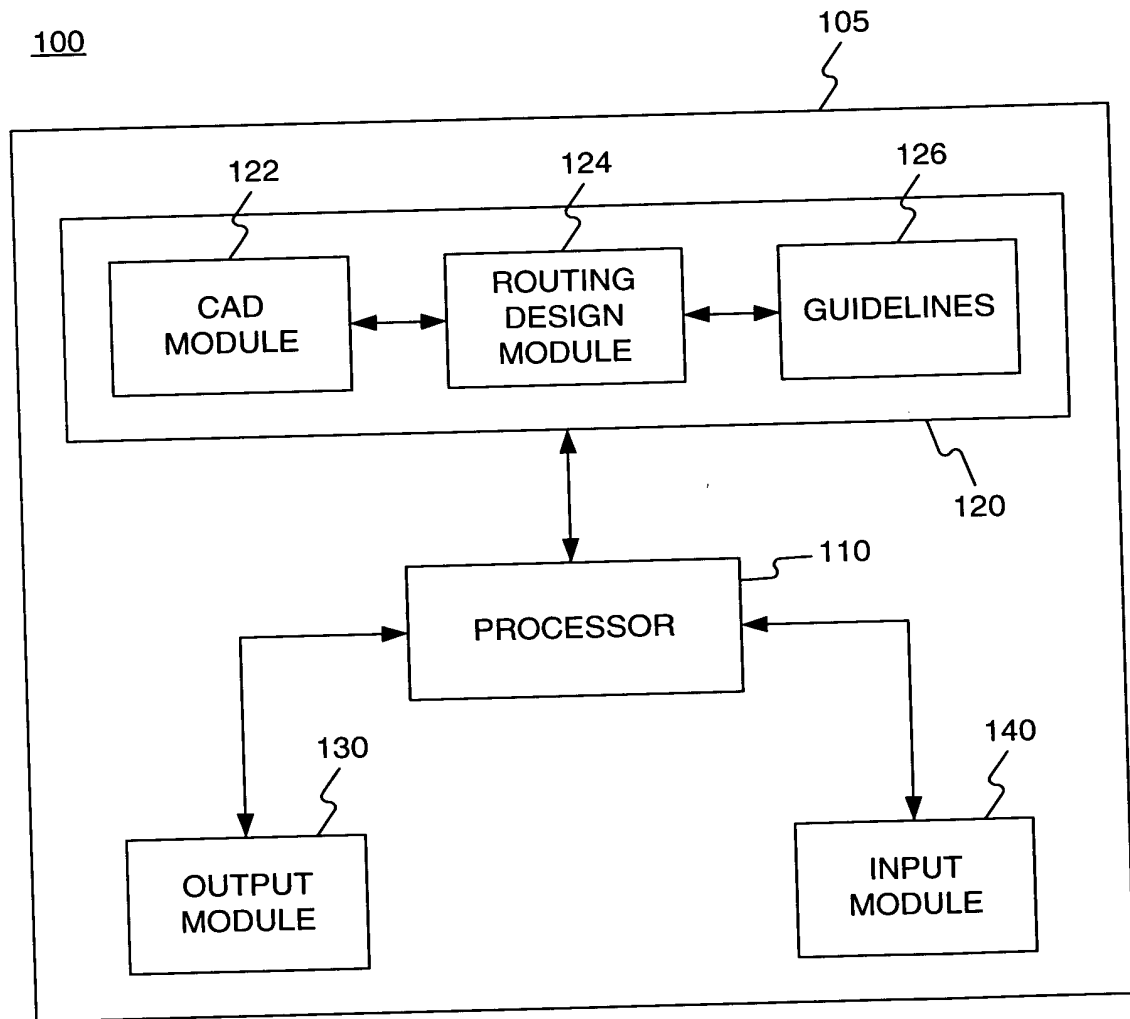 100
105
122
124
126
CAD
MODULE
ROUTING
DESIGN
MODULE
GUIDELINES
120
110
PROCESSOR
130
140
OUTPUT
MODULE
INPUT
MODULE